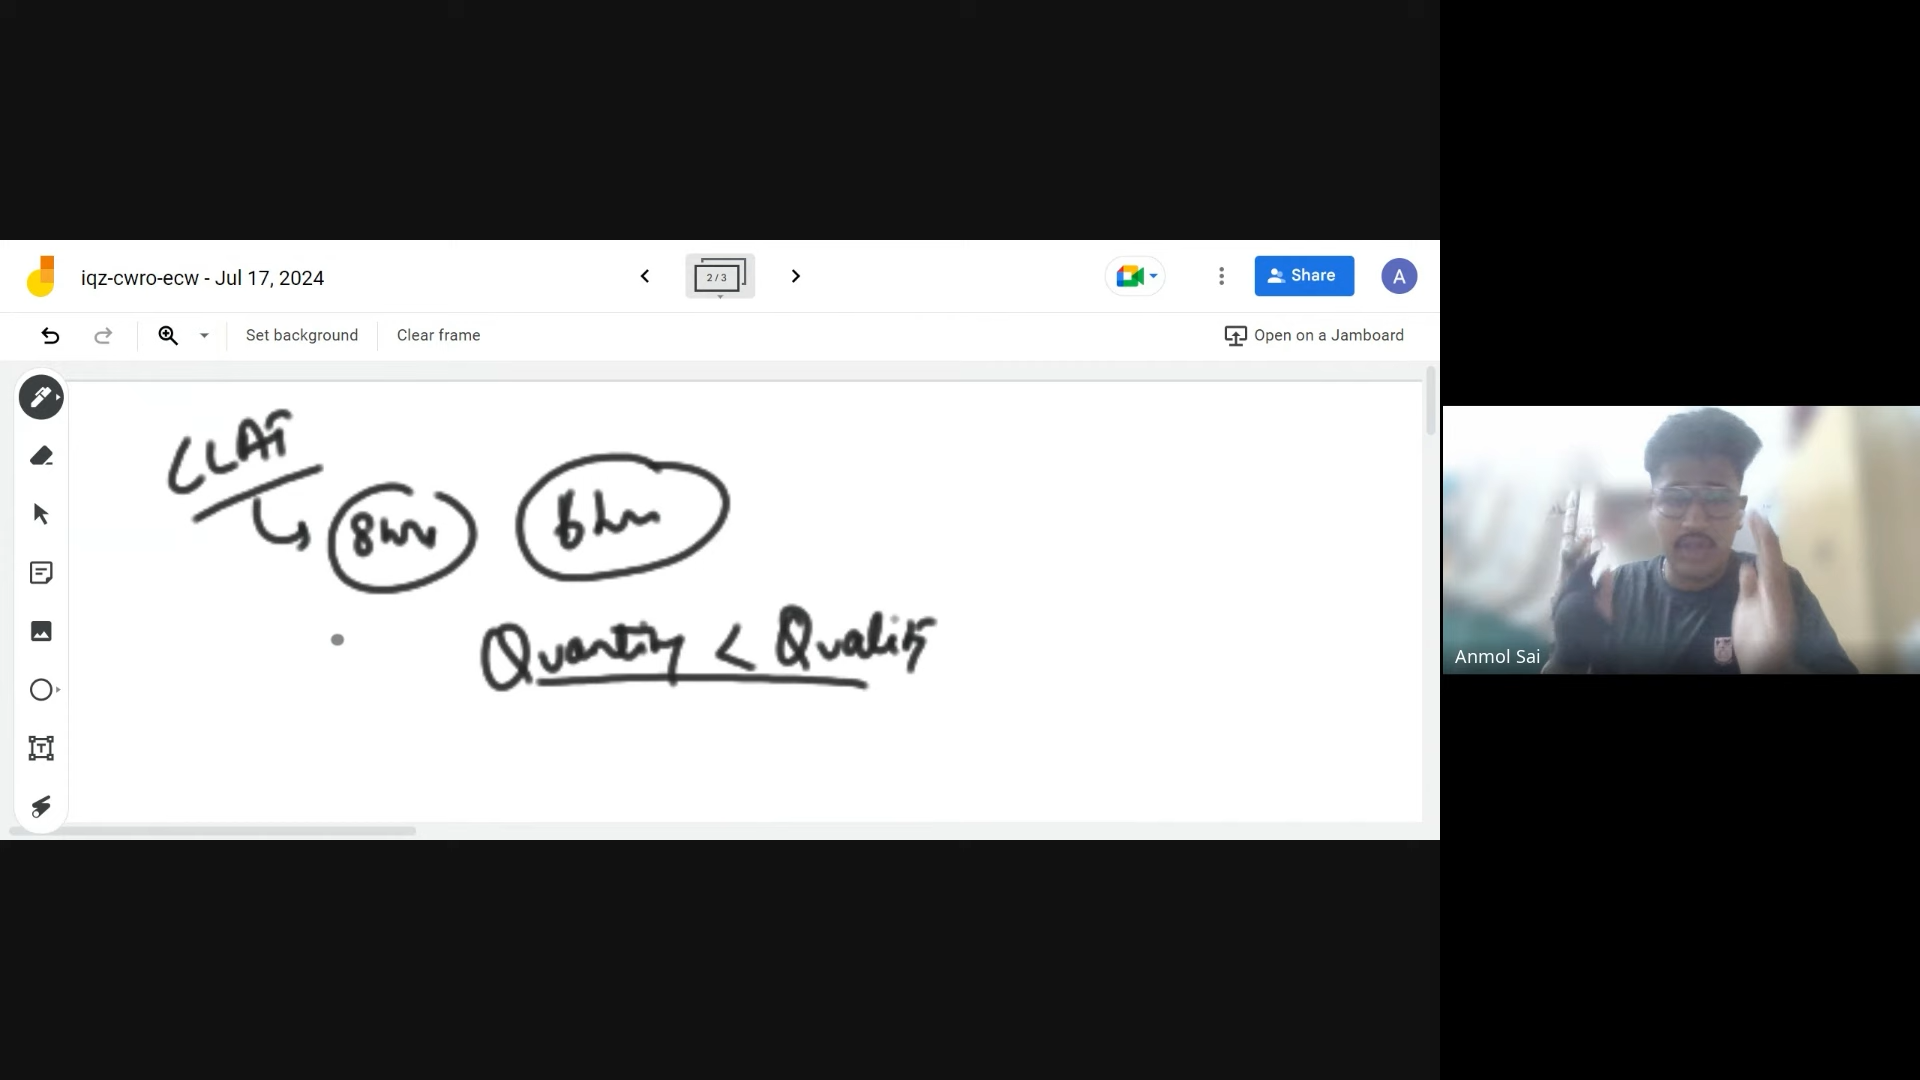 iqz-cwro-ecw - Jul 17, 2024
2 / 3
Share
A
Set background
Clear frame
Open on a Jamboard
CLAT
8hrs 6hrs
Quantity < Quality
Anmol Sai